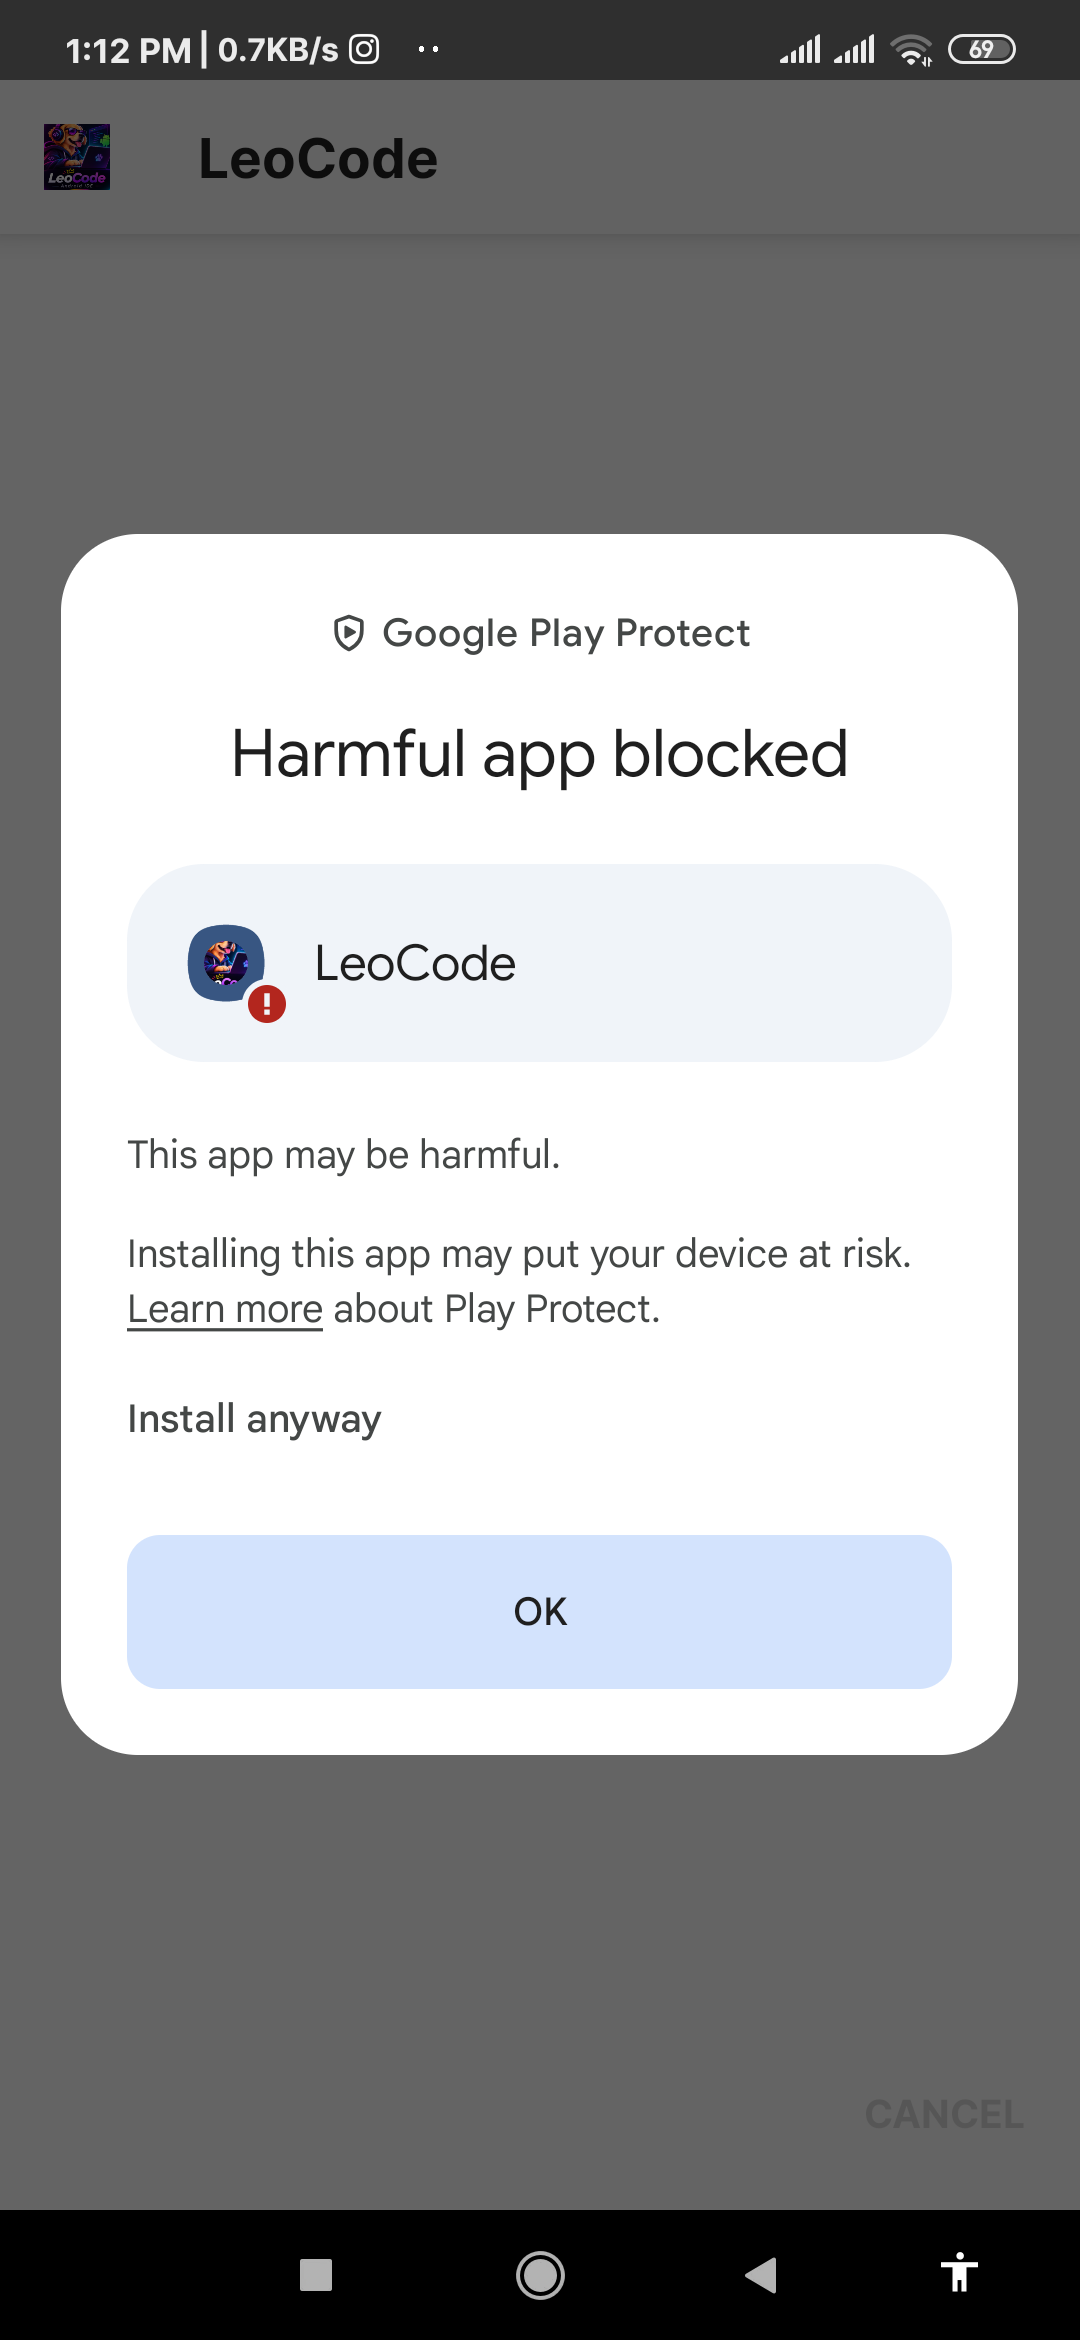 1:12 PM | 0.7KB/s
69
LeoCode
LeoCode
Google Play Protect
Harmful app blocked
LeoCode
This app may be harmful.
Installing this app may put your device at risk.
Learn more about Play Protect.
Install anyway
OK
CANCEL